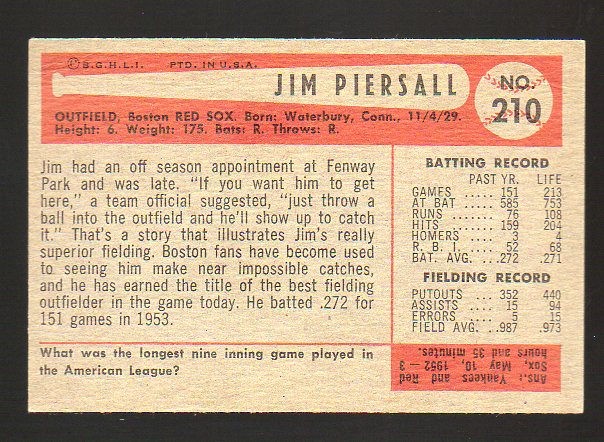 © B.G.H.L.I. PTD. IN U.S.A.
JIM PIERSALL
NO.
210
OUTFIELD, Boston RED SOX. Born: Waterbury, Conn., 11/4/29.
Height: 6. Weight: 175. Bats: R. Throws: R.
Jim had an off season appointment at Fenway
Park and was late. "If you want him to get
here," a team official suggested, "just throw a
ball into the outfield and he'll show up to catch
it." That's a story that illustrates Jim's really
superior fielding. Boston fans have become used
to seeing him make near impossible catches,
and he has earned the title of the best fielding
outfielder in the game today. He batted .272 for
151 games in 1953.
BATTING RECORD
PAST YR. LIFE
GAMES ... 151 213
AT BAT ... 585 753
RUNS ... 76 108
HITS ... 159 204
HOMERS ... 3 4
R. B. I. ... 52 68
BAT. AVG. .. .272 .271
FIELDING RECORD
PUTOUTS ... 352 440
ASSISTS ... 15 94
ERRORS ... 5 15
FIELD AVG. .. .987 .973
What was the longest nine inning game played in
the American League?
Ans.: Yankees and Red
Sox, May 10, 1952 — 3
hours and 35 minutes.